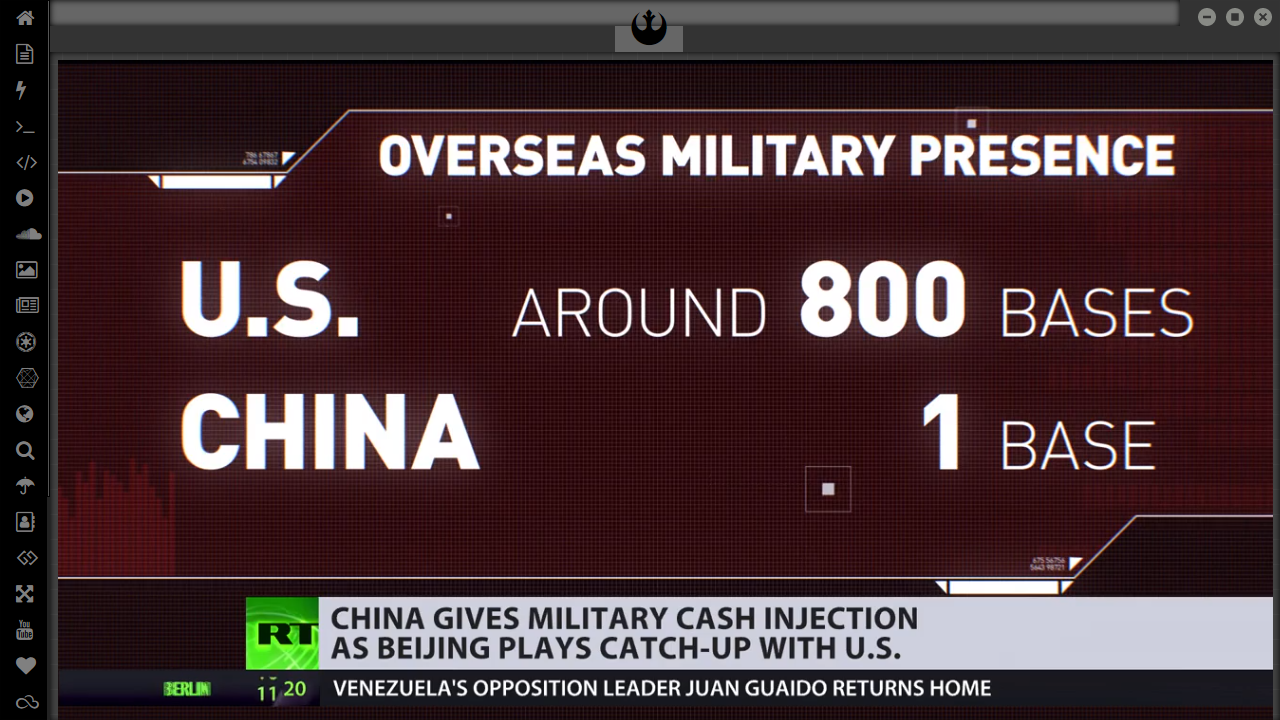 OVERSEAS MILITARY PRESENCE
U.S. AROUND 800 BASES
CHINA 1 BASE
RT CHINA GIVES MILITARY CASH INJECTION
AS BEIJING PLAYS CATCH-UP WITH U.S.
BERLIN 11 20 VENEZUELA'S OPPOSITION LEADER JUAN GUAIDO RETURNS HOME
You
Tube